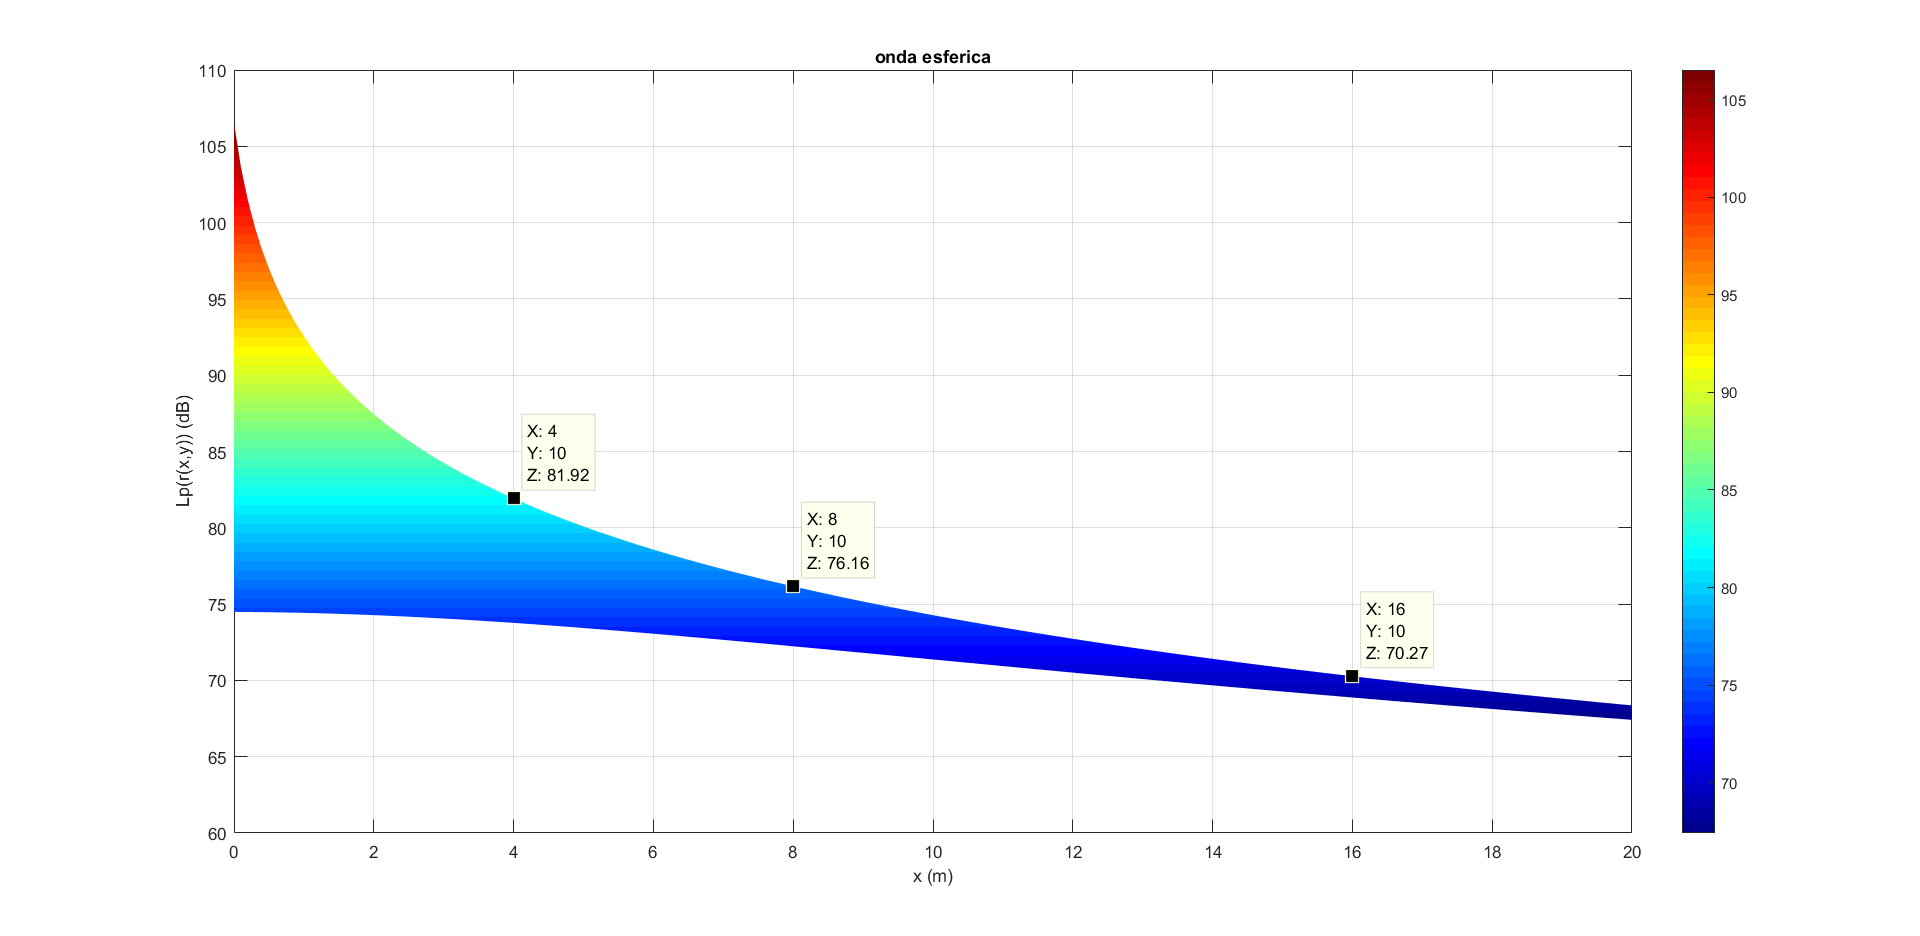 onda esferica
110
105
100
95
90
85
80
75
70
65
60
Lp(r(x,y)) (dB)
X: 4
Y: 10
Z: 81.92
X: 8
Y: 10
Z: 76.16
X: 16
Y: 10
Z: 70.27
0 2 4 6 8 10 12 14 16 18 20
x (m)
105
100
95
90
85
80
75
70